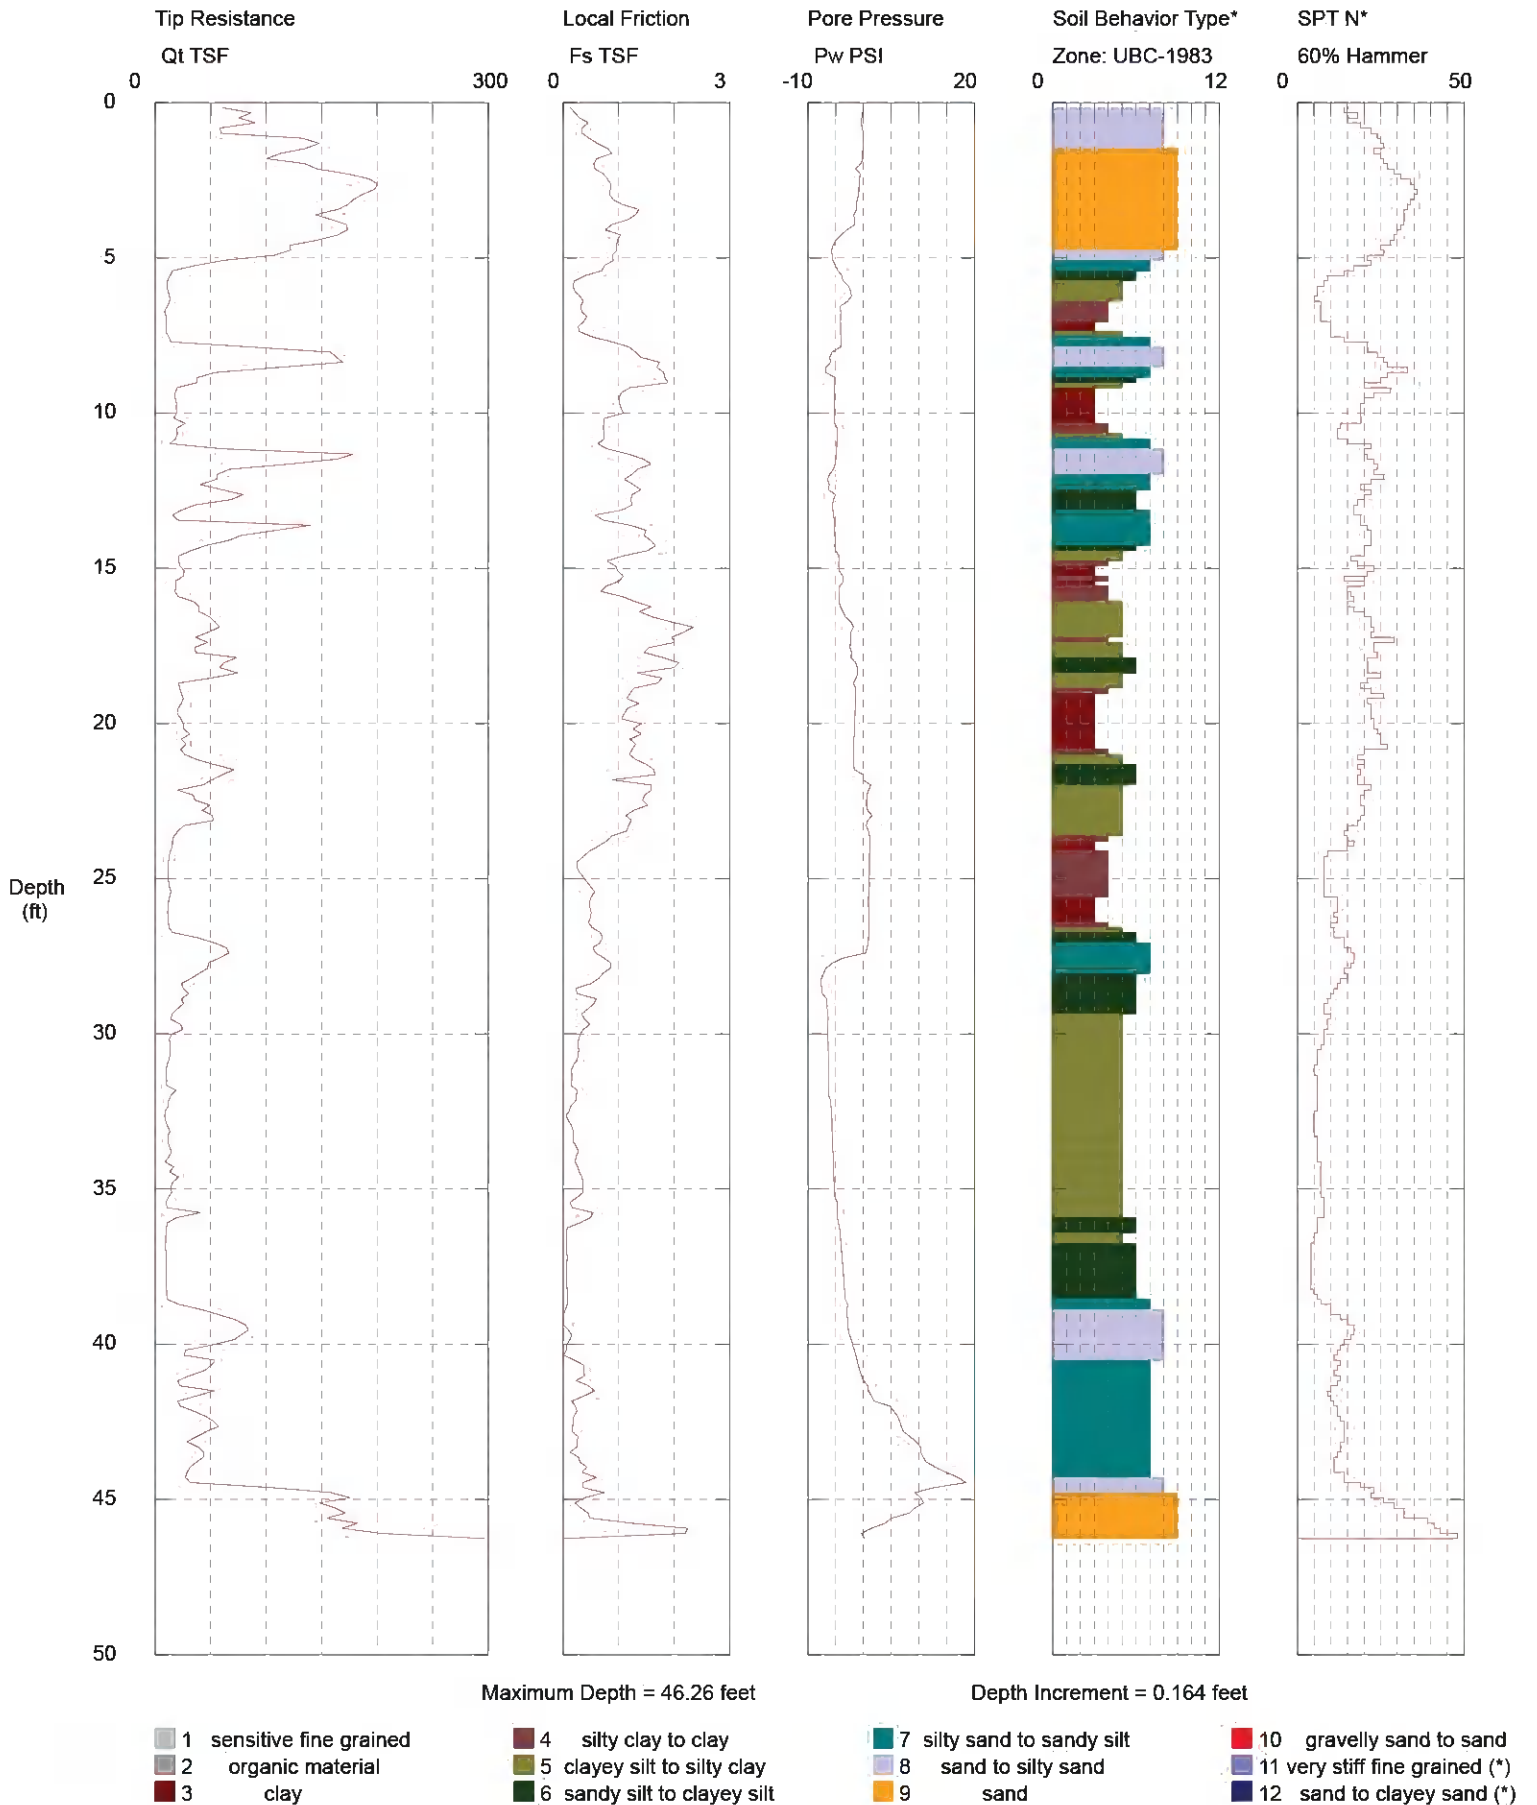 Tip Resistance Local Friction Pore Pressure Soil Behavior Type* SPT N*
Qt TSF Fs TSF Pw PSI Zone: UBC-1983 60% Hammer
0 300 0 3 -10 20 0 12 0 50
0
5
10
15
20
25
Depth
(ft)
30
35
40
45
50
Maximum Depth = 46.26 feet Depth Increment = 0.164 feet
1 sensitive fine grained 4 silty clay to clay 7 silty sand to sandy silt 10 gravelly sand to sand
2 organic material 5 clayey silt to silty clay 8 sand to silty sand 11 very stiff fine grained (*)
3 clay 6 sandy silt to clayey silt 9 sand 12 sand to clayey sand (*)